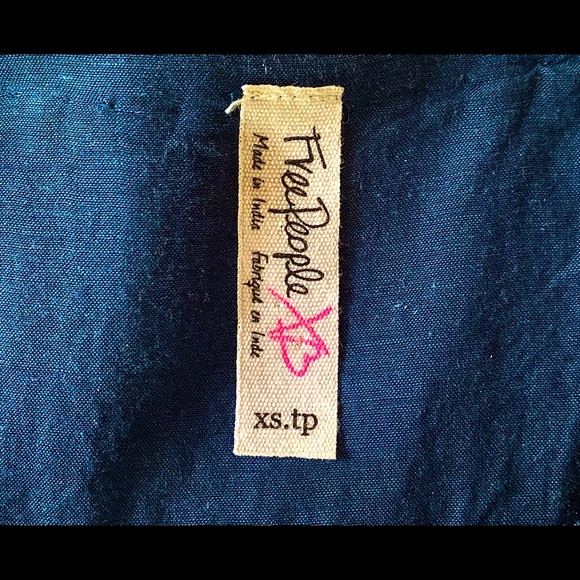 Free People
Made in India Fabriqué en Inde
xs.tp